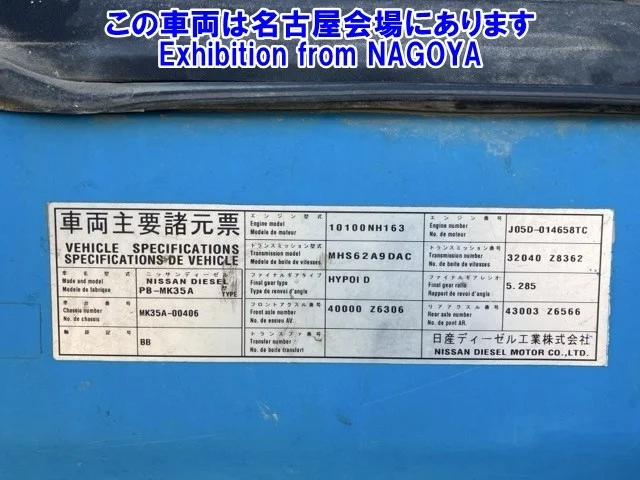 この車両は名古屋会場にあります
Exhibition from NAGOYA
車両主要諸元票
VEHICLE SPECIFICATIONS
SPECIFICATIONS DE VEHICLE
車名型式
Make and model
Modele de fabrique
ニッサンディーゼル
NISSAN DIESEL
PB-MK35A
型
TYPE
車台番号
Chassis number
No. de chassis
MK35A-00406
軸距記号
BB
エンジン型式
Engine model
Modele de moteur
10100NH163
トランスミッション型式
Transmission model
Modele de boite de vitesses
MHS62A9DAC
ファイナルギアタイプ
Final gear type
Type de renvoi d'angle
HYPOID
フロントアクスル番号
Front axle number
No. de essieu AV.
40000 Z6306
トランスファ番号
Transfer number
No. de boite transfert
エンジン番号
Engine number
No. de moteur
J05D-014658TC
トランスミッション番号
Transmission number
No. de boite de vitesses
32040 Z8362
ファイナルギアレシオ
Final gear ratio
Rapport de renvoi d'angle
5.285
リアアクスル番号
Rear axle number
No. de pont AR.
43003 Z6566
日産ディーゼル工業株式会社
NISSAN DIESEL MOTOR CO.,LTD.